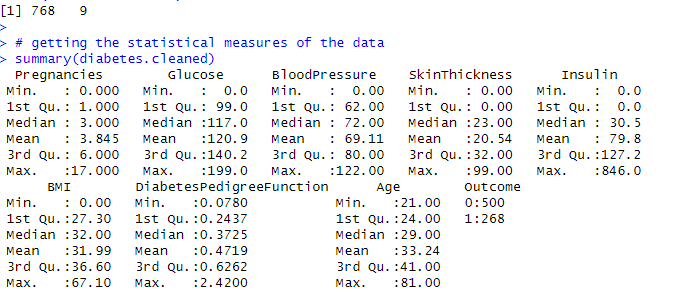 [1] 768   9
>
> # getting the statistical measures of the data
> summary(diabetes.cleaned)
  Pregnancies        Glucose      BloodPressure    SkinThickness      Insulin
 Min.   : 0.000   Min.   :  0.0   Min.   :  0.00   Min.   : 0.00   Min.   :  0.0
 1st Qu.: 1.000   1st Qu.: 99.0   1st Qu.: 62.00   1st Qu.: 0.00   1st Qu.:  0.0
 Median : 3.000   Median :117.0   Median : 72.00   Median :23.00   Median : 30.5
 Mean   : 3.845   Mean   :120.9   Mean   : 69.11   Mean   :20.54   Mean   : 79.8
 3rd Qu.: 6.000   3rd Qu.:140.2   3rd Qu.: 80.00   3rd Qu.:32.00   3rd Qu.:127.2
 Max.   :17.000   Max.   :199.0   Max.   :122.00   Max.   :99.00   Max.   :846.0
      BMI        DiabetesPedigreeFunction      Age        Outcome
 Min.   : 0.00   Min.   :0.0780           Min.   :21.00   0:500
 1st Qu.:27.30   1st Qu.:0.2437           1st Qu.:24.00   1:268
 Median :32.00   Median :0.3725           Median :29.00
 Mean   :31.99   Mean   :0.4719           Mean   :33.24
 3rd Qu.:36.60   3rd Qu.:0.6262           3rd Qu.:41.00
 Max.   :67.10   Max.   :2.4200           Max.   :81.00